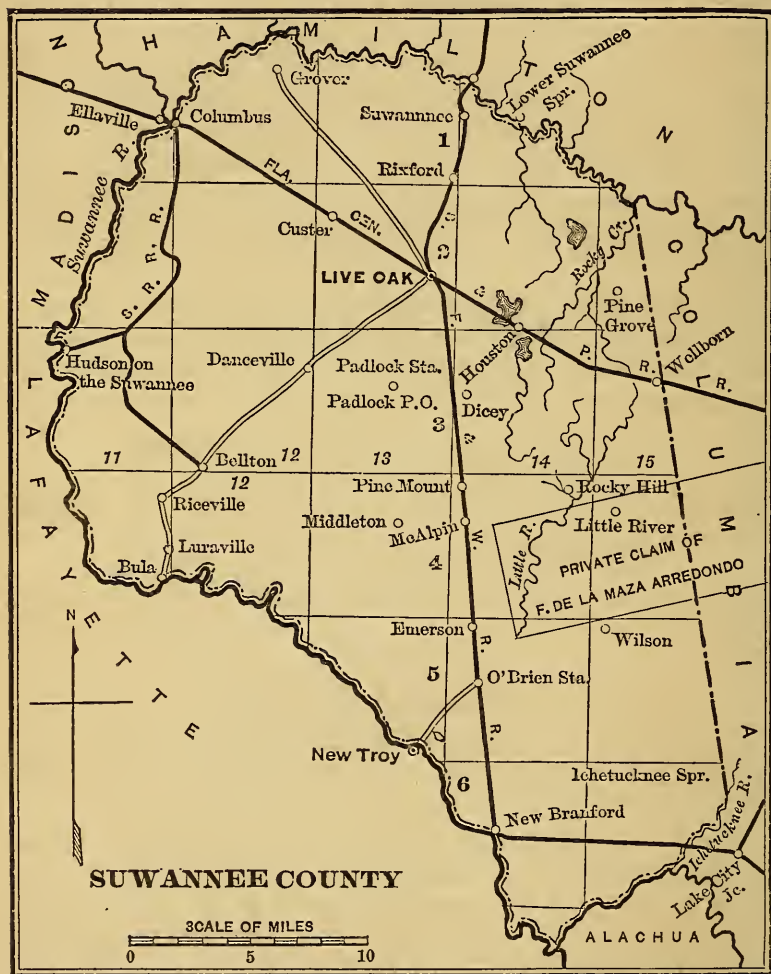 HAMILTON
MADISON
LAFAYETTE
COLUMBIA
ALACHUA
Grover
Lower Suwannee
Spr.
Ellaville
Columbus
Suwannnee
1
Rixford
Suwannee R.
FLA. CEN. & P. R. R.
Custer
Rocky Cr.
S. R. R. R.
2
LIVE OAK
Pine
Grove
Houston
Wellborn
Hudson on
the Suwannee
Danceville
Padlock Sta.
Padlock P.O.
Dicey
3
S. F. & W. R. R.
11
12
13
14
15
Bellton
12
Pine Mount
Rocky Hill
Riceville
Middleton
McAlpin
Little River
Little R.
Luraville
PRIVATE CLAIM OF
F. DE LA MAZA ARREDONDO
Bula
4
N
Emerson
Wilson
5
O'Brien Sta.
New Troy
6
Ichetucknee Spr.
New Branford
Ichetucknee R.
Lake City
Jc.
SUWANNEE COUNTY
SCALE OF MILES
0 5 10